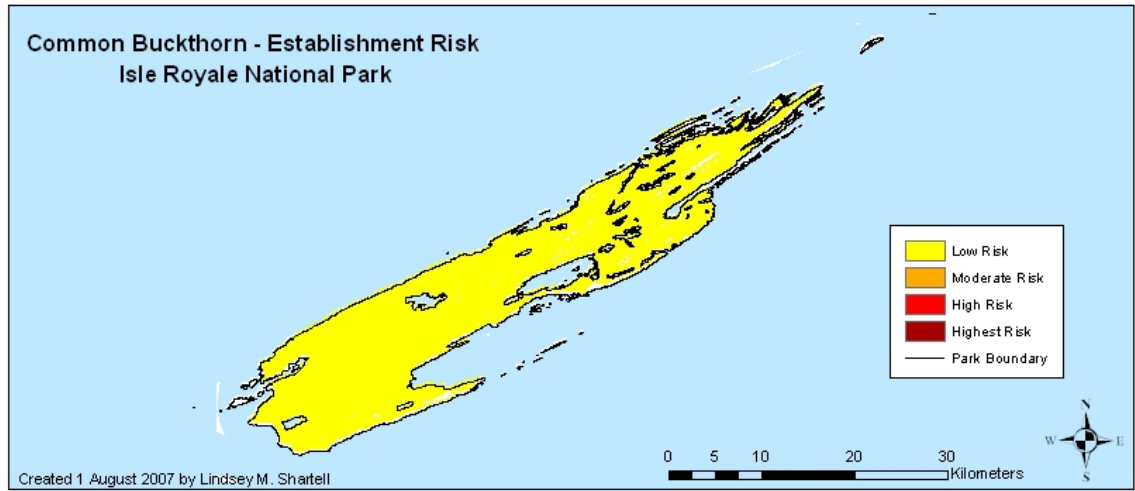 Common Buckthorn - Establishment Risk
Isle Royale National Park
Low Risk
Moderate Risk
High Risk
Highest Risk
Park Boundary
N
W E
S
0 5 10 20 30
Kilometers
Created 1 August 2007 by Lindsey M. Shartell